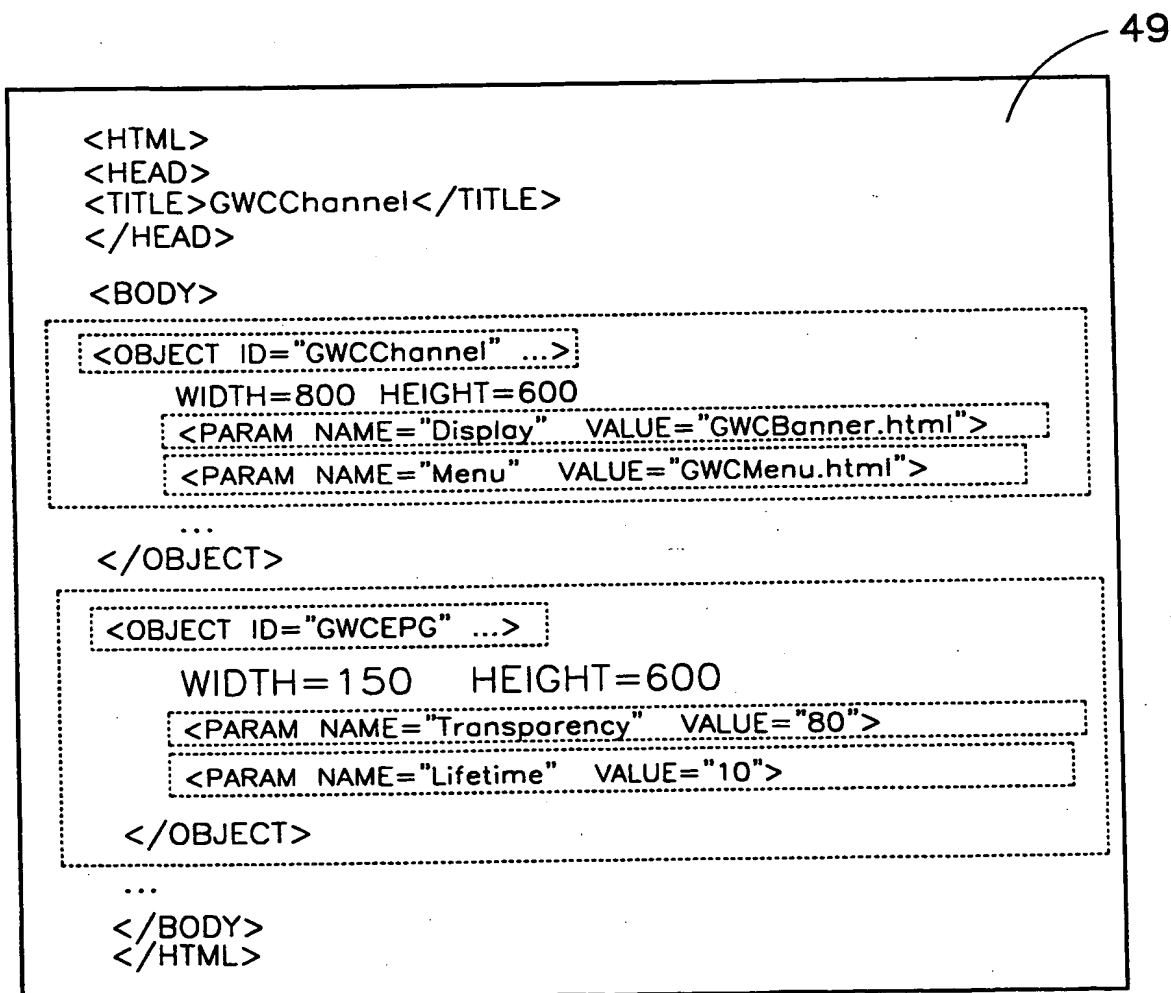 49
<HTML>
<HEAD>
<TITLE>GWCChannel</TITLE>
</HEAD>
<BODY>
<OBJECT ID="GWCChannel" ...>
WIDTH=800 HEIGHT=600
<PARAM NAME="Display" VALUE="GWCBanner.html">
<PARAM NAME="Menu" VALUE="GWCMenu.html">
...
</OBJECT>
<OBJECT ID="GWCEPG" ...>
WIDTH=150 HEIGHT=600
<PARAM NAME="Transparency" VALUE="80">
<PARAM NAME="Lifetime" VALUE="10">
</OBJECT>
...
</BODY>
</HTML>